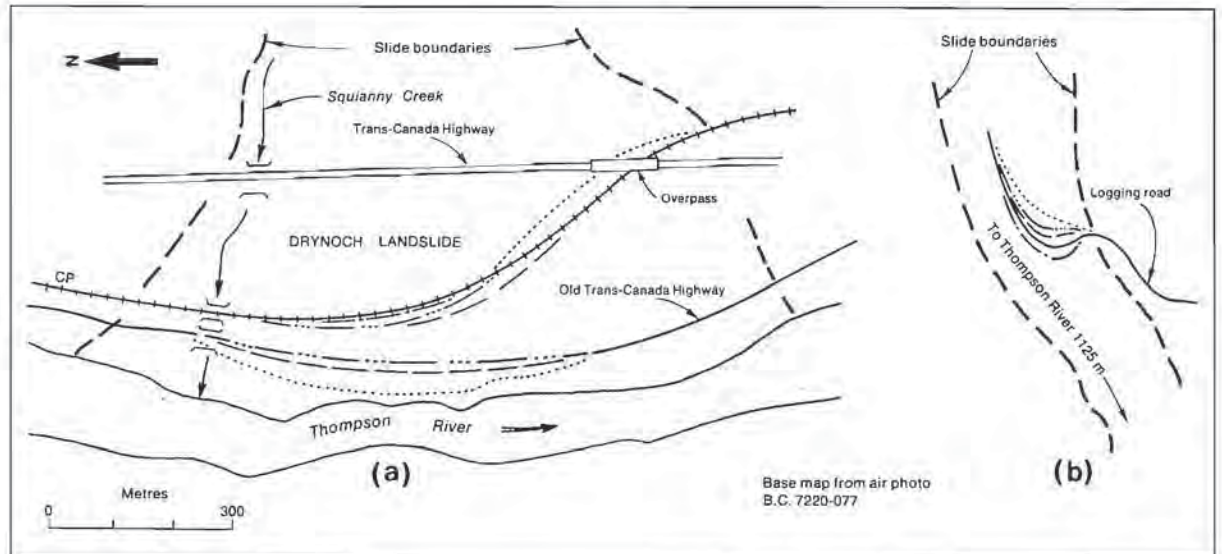 Slide boundaries
N
Squianny Creek
Trans-Canada Highway
Overpass
DRYNOCH LANDSLIDE
CP
Old Trans-Canada Highway
Thompson River
(a)
Metres
0 300
Base map from air photo
B.C. 7220-077
Slide boundaries
Logging road
To Thompson River 1125 m
(b)